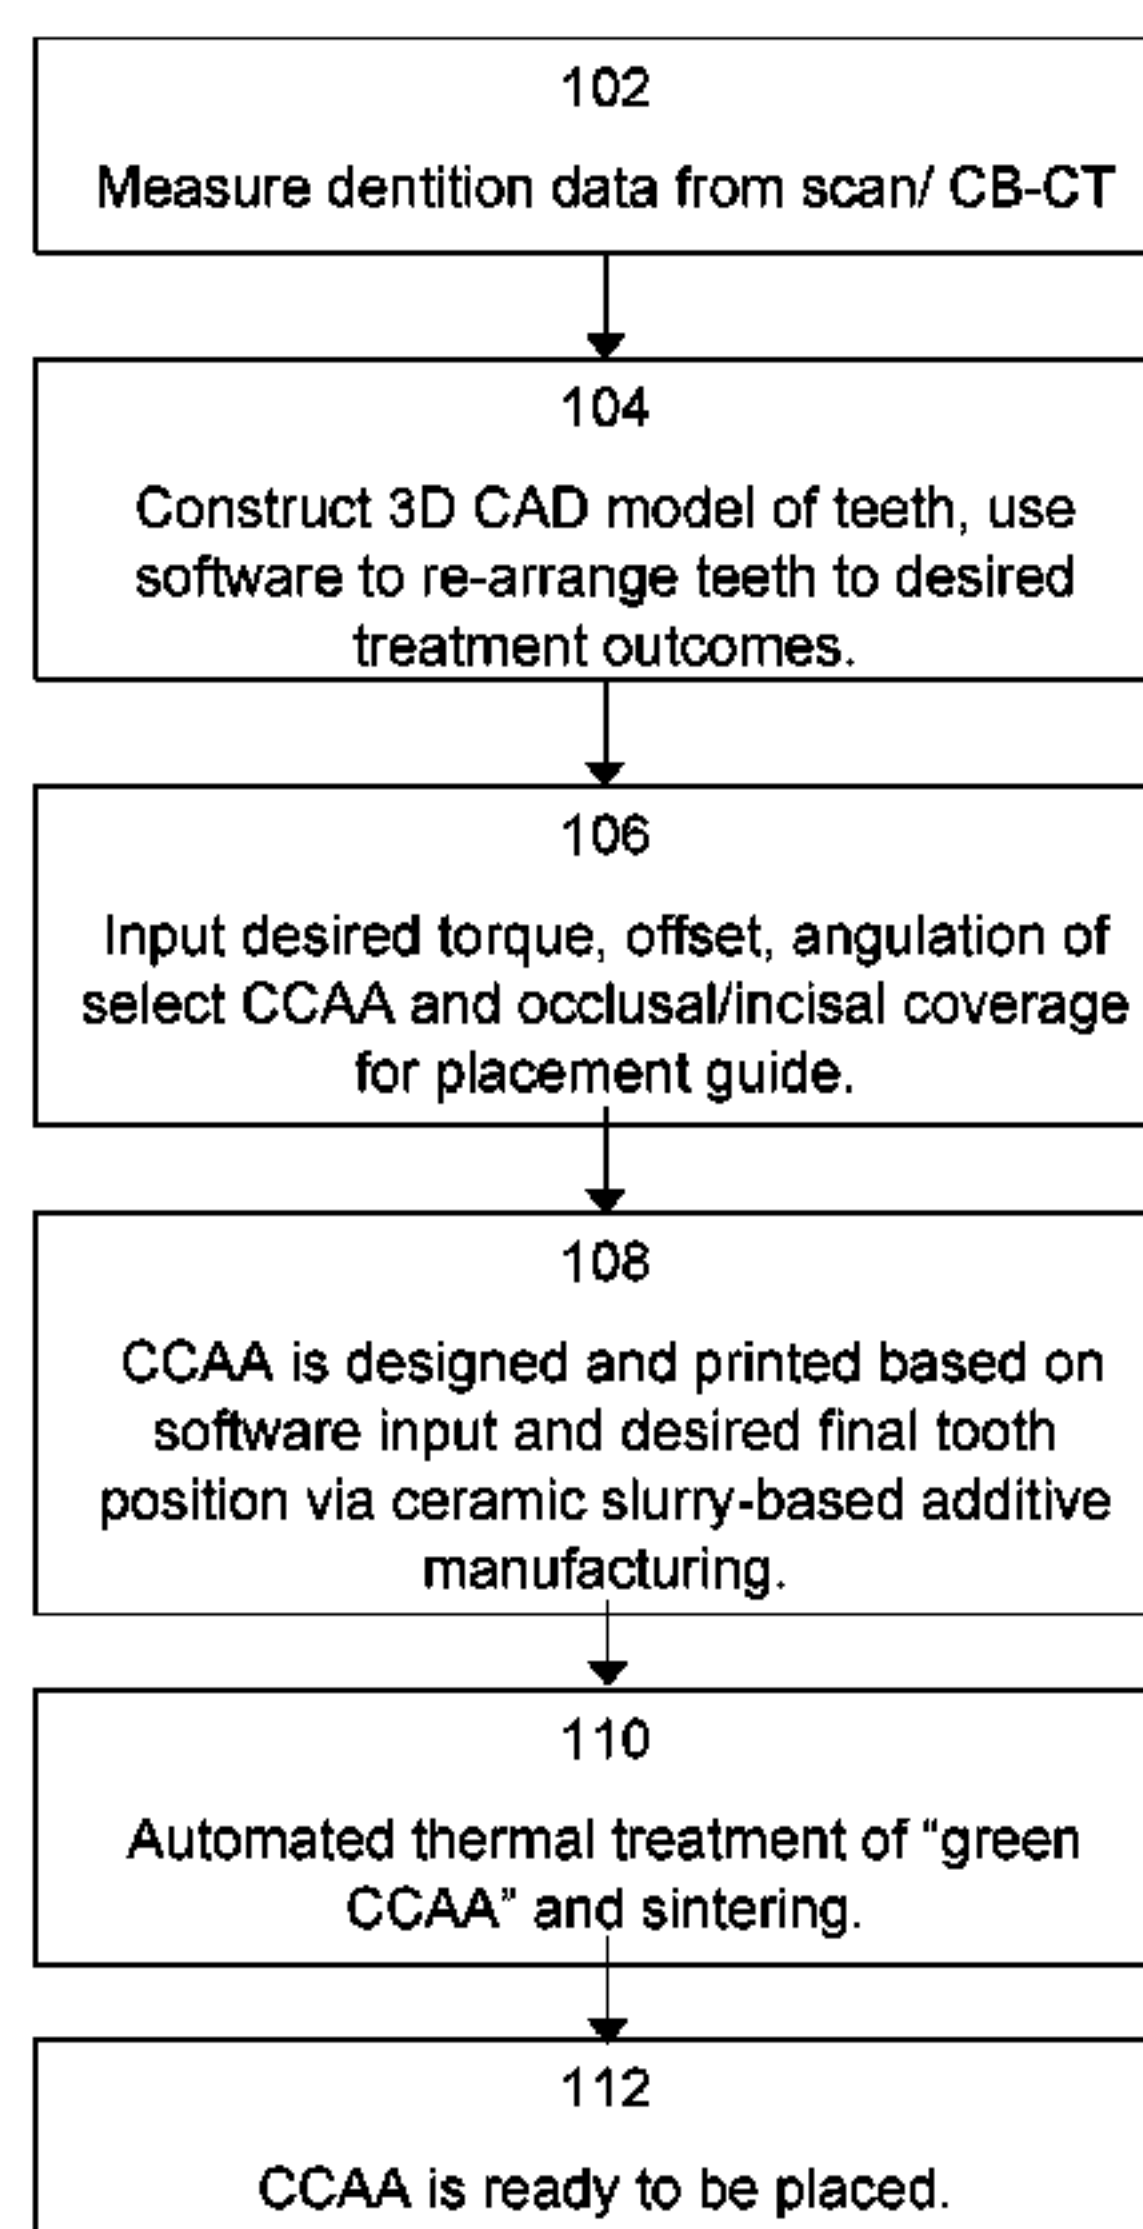 102
Measure dentition data from scan/ CB-CT
104
Construct 3D CAD model of teeth, use
software to re-arrange teeth to desired
treatment outcomes.
106
Input desired torque, offset, angulation of
select CCAA and occlusal/incisal coverage
for placement guide.
108
CCAA is designed and printed based on
software input and desired final tooth
position via ceramic slurry-based additive
manufacturing.
110
Automated thermal treatment of “green
CCAA” and sintering.
112
CCAA is ready to be placed.